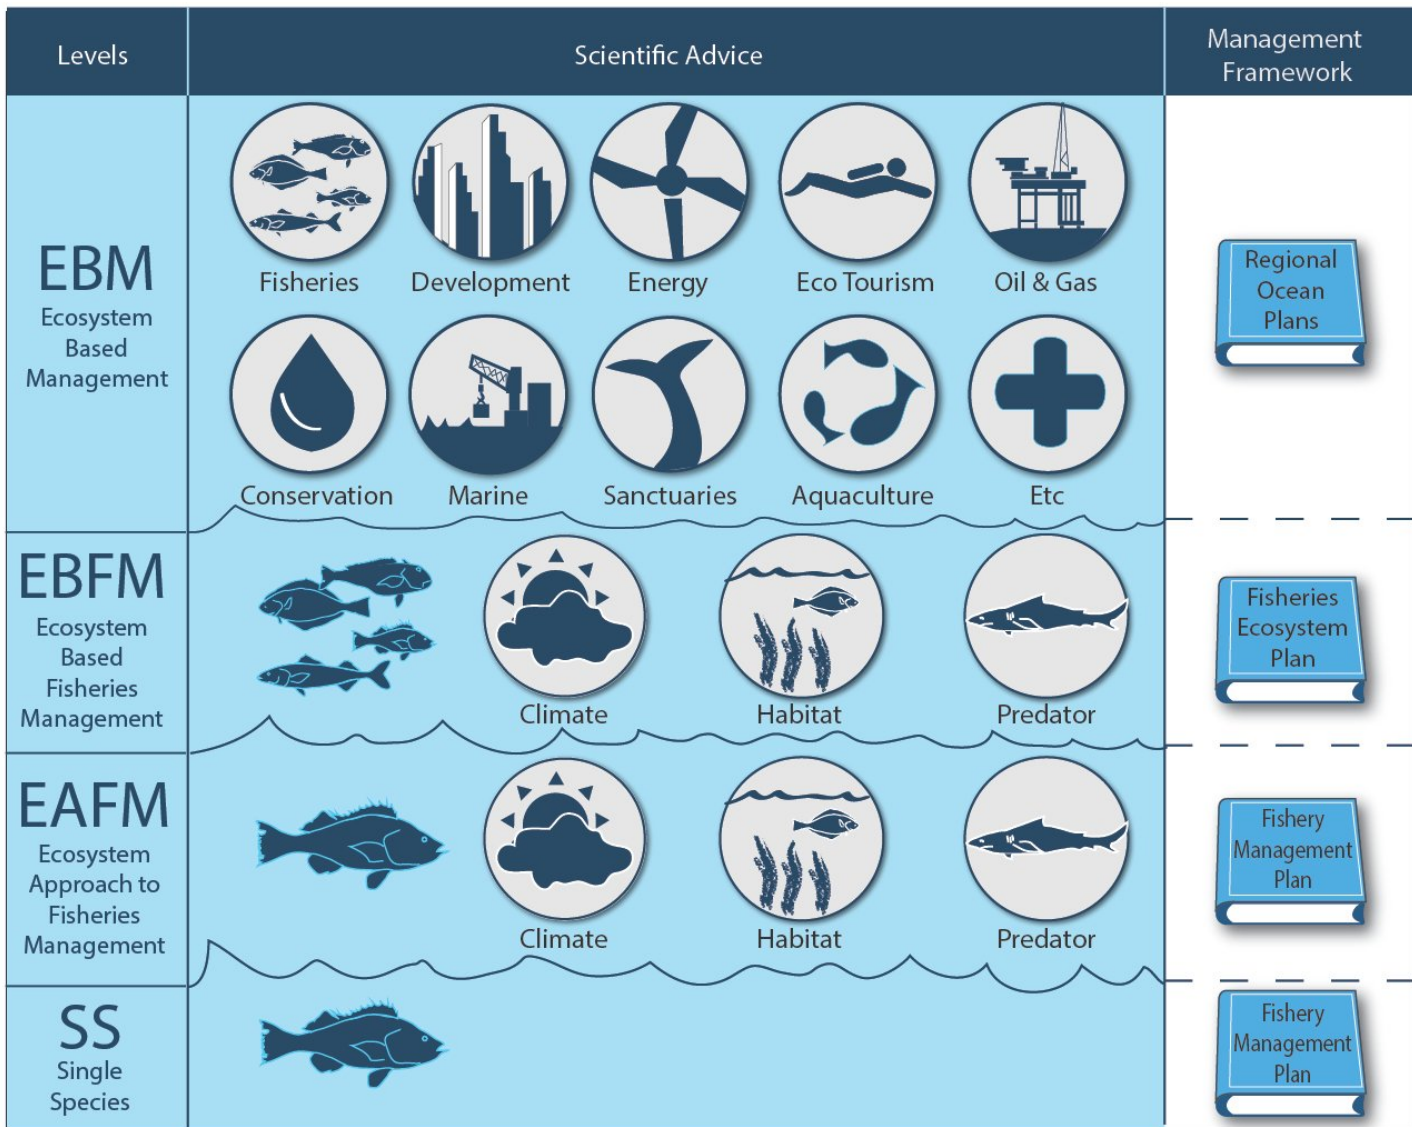 Levels
Scientific Advice
Management
Framework
EBM
Ecosystem
Based
Management
Fisheries
Development
Energy
Eco Tourism
Oil & Gas
Conservation
Marine
Sanctuaries
Aquaculture
Etc
Regional
Ocean
Plans
EBFM
Ecosystem
Based
Fisheries
Management
Climate
Habitat
Predator
Fisheries
Ecosystem
Plan
EAFM
Ecosystem
Approach to
Fisheries
Management
Climate
Habitat
Predator
Fishery
Management
Plan
SS
Single
Species
Fishery
Management
Plan